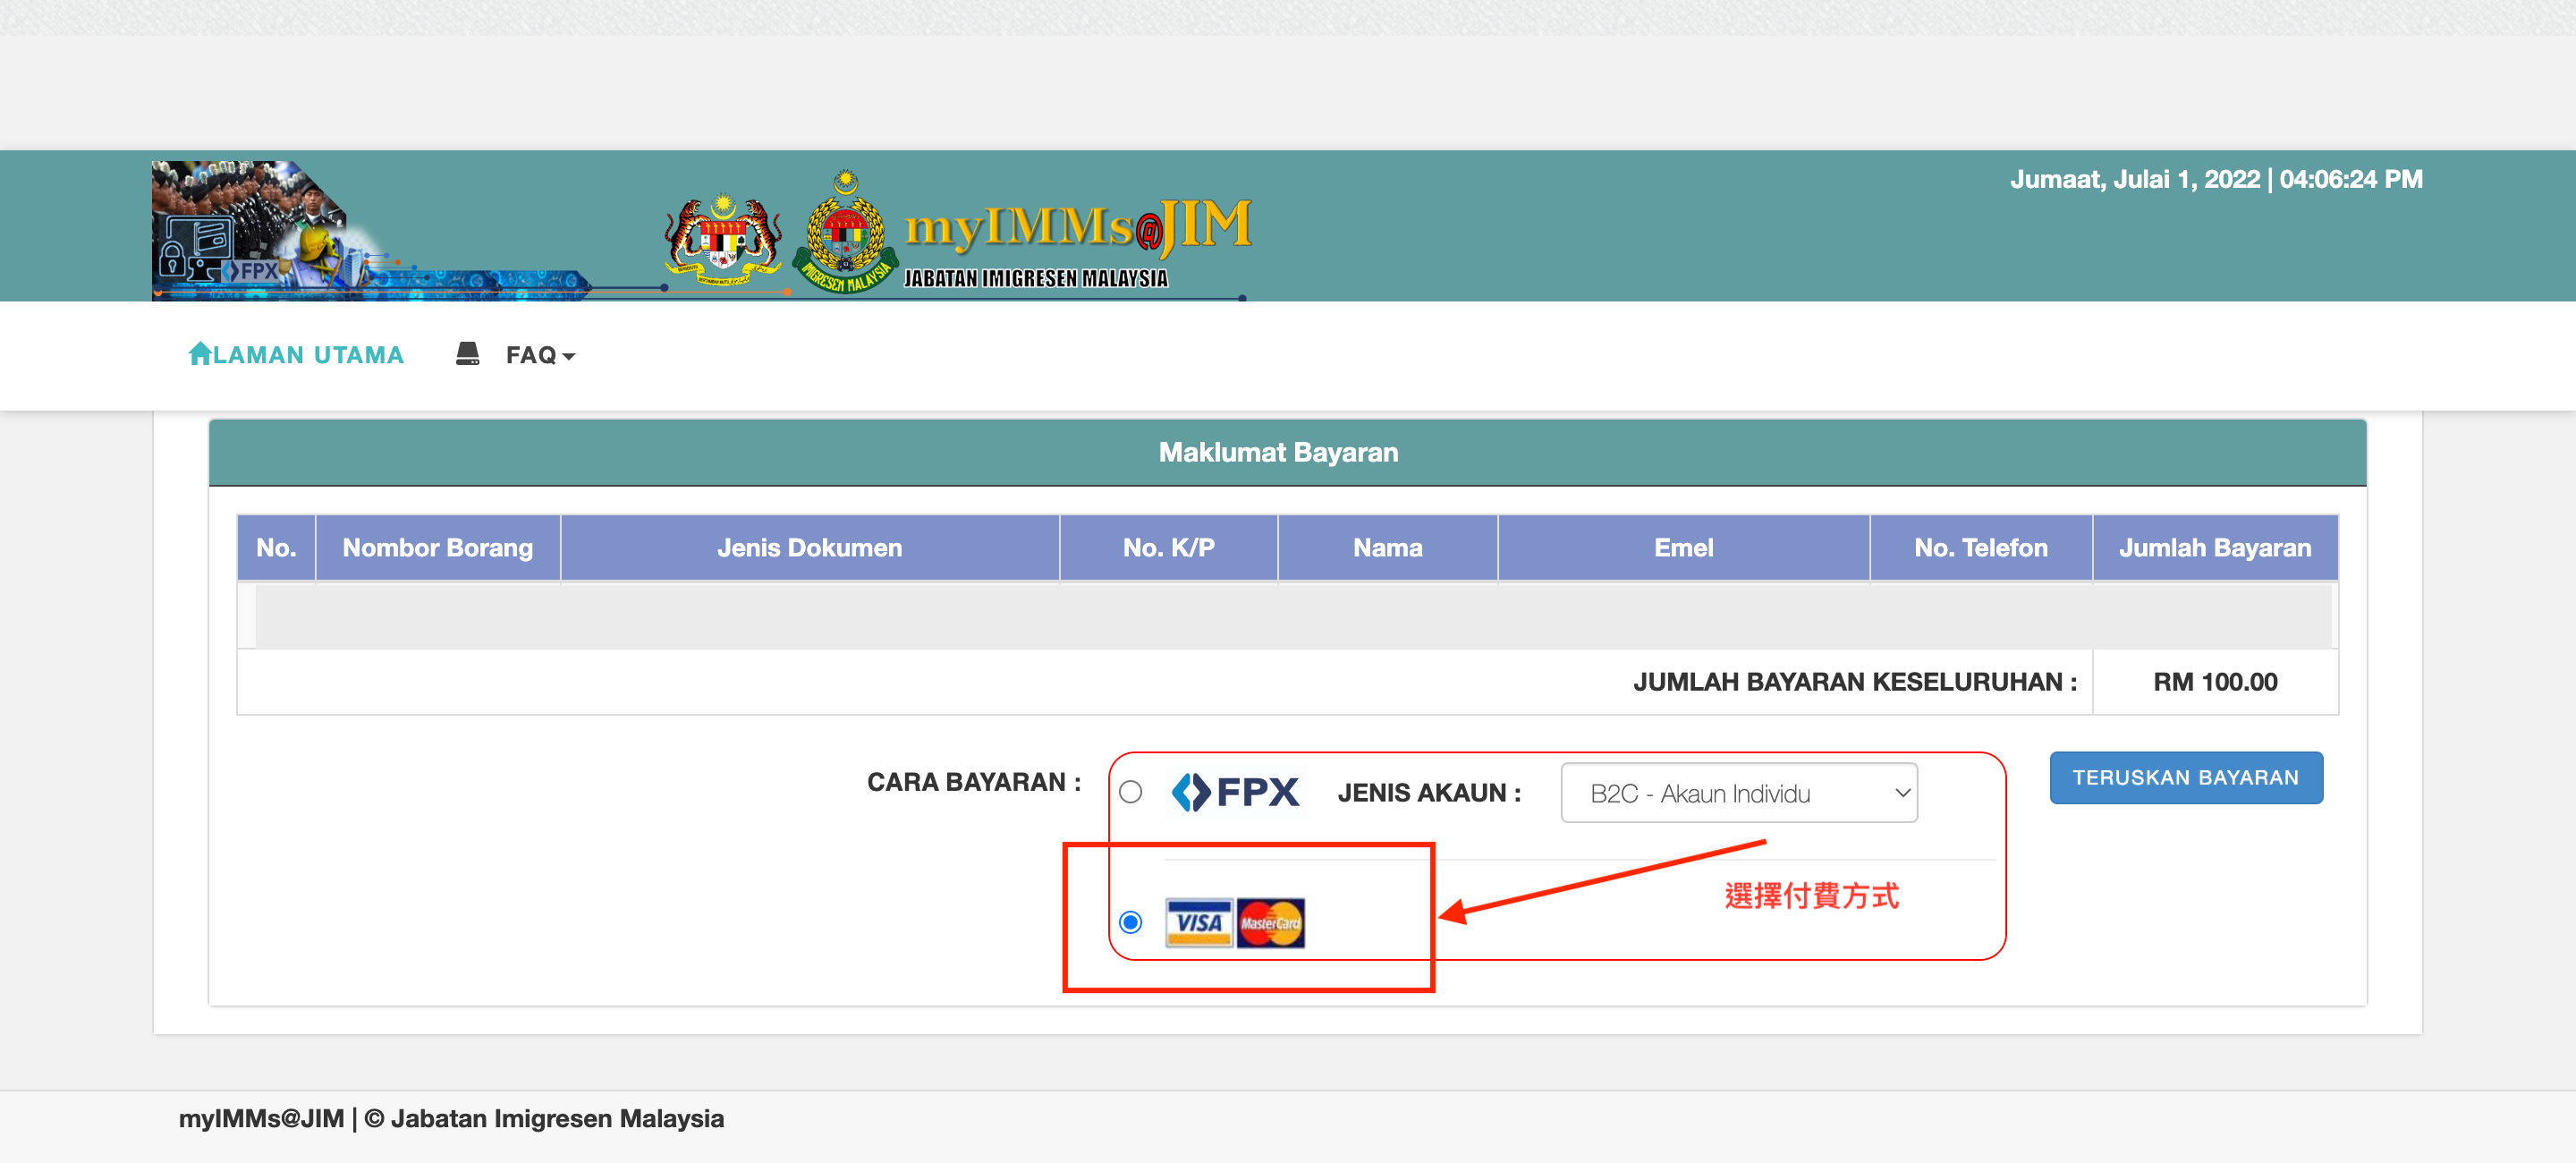 Jumaat, Julai 1, 2022 | 04:06:24 PM
FPX
IMIGRESEN MALAYSIA
myIMMs@JIM
JABATAN IMIGRESEN MALAYSIA
LAMAN UTAMA FAQ
Maklumat Bayaran
No. Nombor Borang Jenis Dokumen No. K/P Nama Emel No. Telefon Jumlah Bayaran
JUMLAH BAYARAN KESELURUHAN : RM 100.00
CARA BAYARAN : FPX JENIS AKAUN : B2C - Akaun Individu TERUSKAN BAYARAN
選擇付費方式
VISA MasterCard
myIMMs@JIM | © Jabatan Imigresen Malaysia